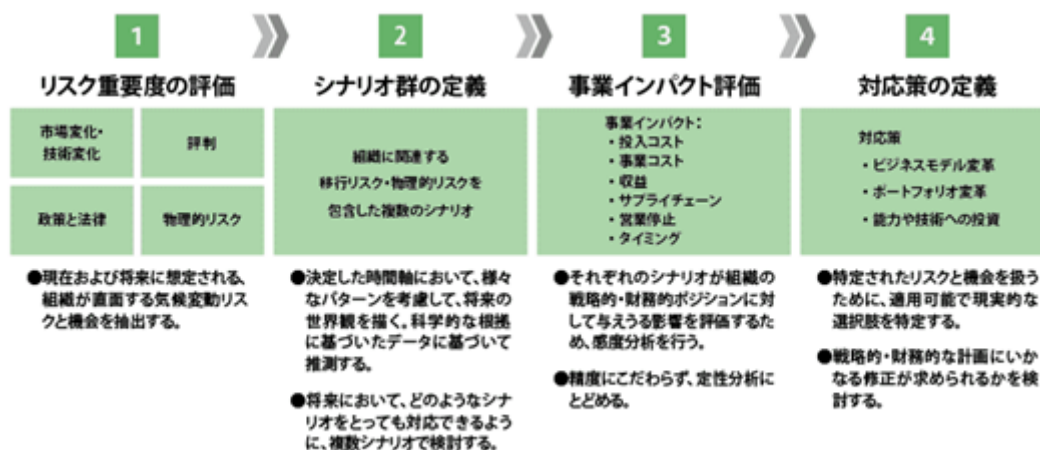 1
2
3
4
リスク重要度の評価
シナリオ群の定義
事業インパクト評価
対応策の定義
市場変化・
技術変化
評判
政策と法律
物理的リスク
組織に関連する
移行リスク・物理的リスクを
包含した複数のシナリオ
事業インパクト:
・投入コスト
・事業コスト
・収益
・サプライチェーン
・営業停止
・タイミング
対応策
・ビジネスモデル変革
・ポートフォリオ変革
・能力や技術への投資
●現在および将来に想定される、
組織が直面する気候変動リス
クと機会を抽出する。
●決定した時間軸において、様々
なパターンを考慮して、将来の
世界観を描く。科学的な根拠
に基づいたデータに基づいて
推測する。
●将来において、どのようなシナ
リオをとっても対応できるよう
に、複数シナリオで検討する。
●それぞれのシナリオが組織の
戦略的・財務的ポジションに対
して与えうる影響を評価するた
め、感度分析を行う。
●精度にこだわらず、定性分析に
とどめる。
●特定されたリスクと機会を扱う
ために、適用可能で現実的な
選択肢を特定する。
●戦略的・財務的な計画にいか
なる修正が求められるかを検
討する。